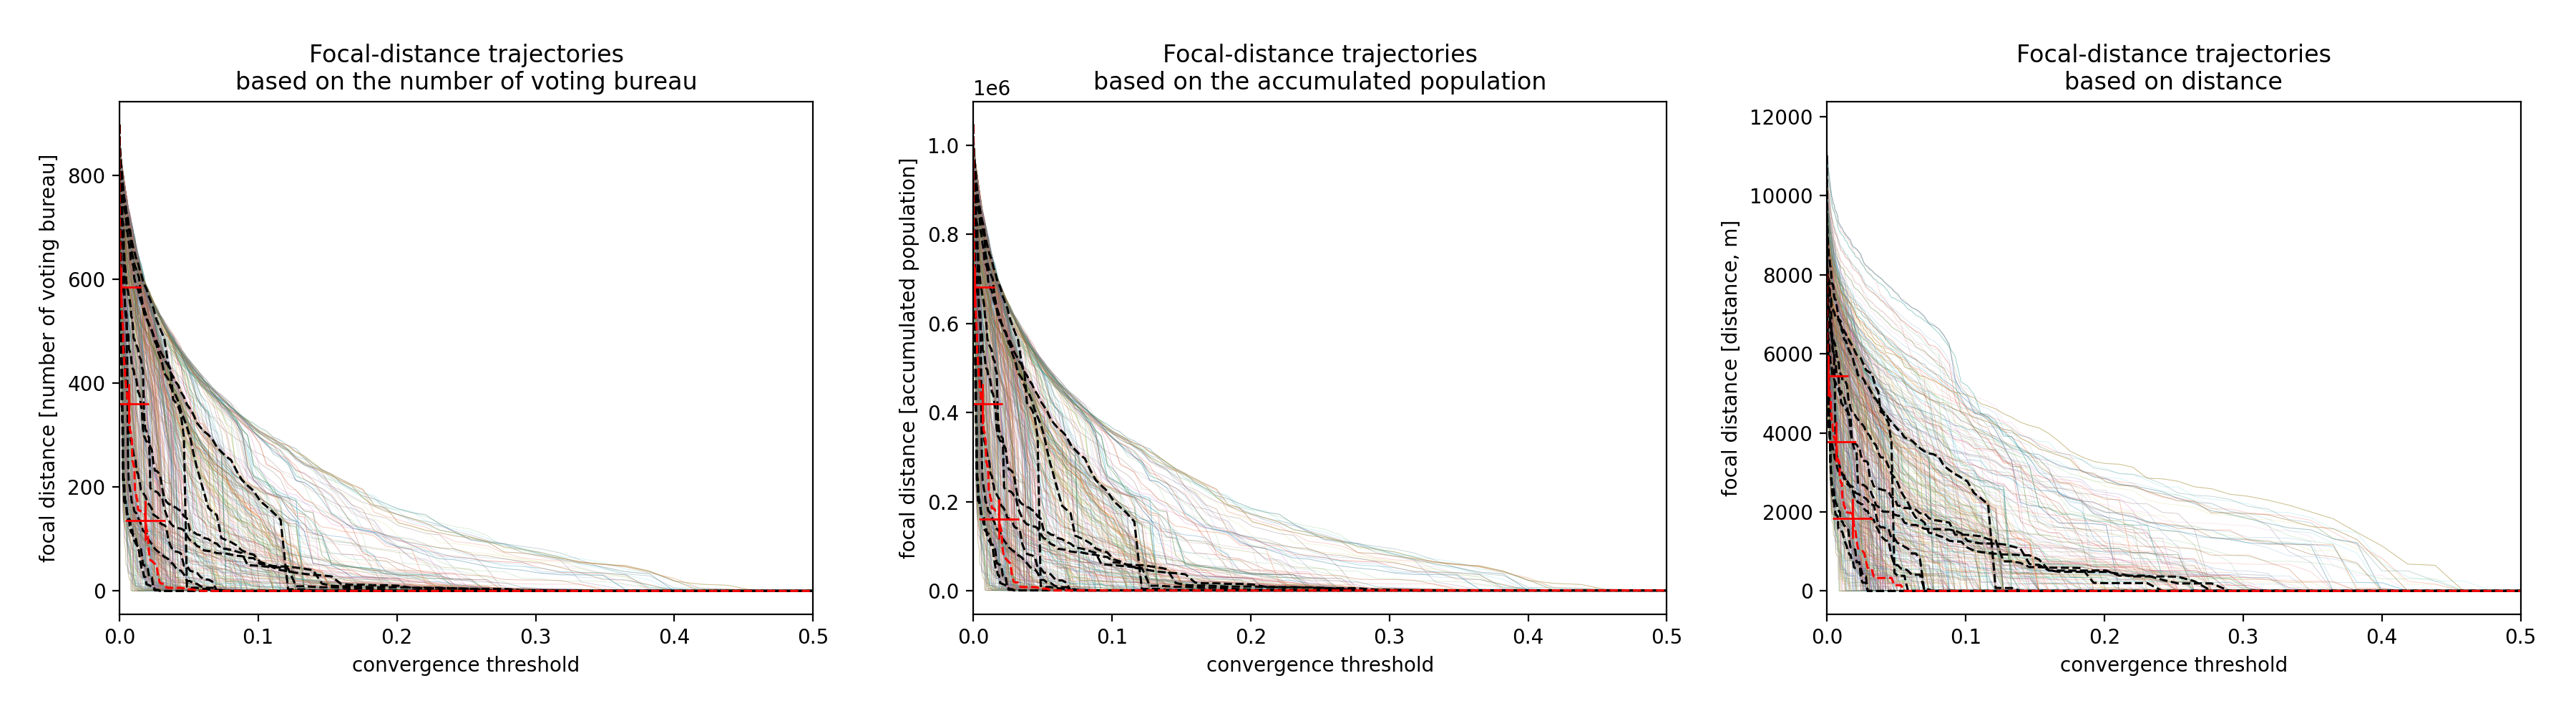 Focal-distance trajectories
based on the number of voting bureau
focal distance [number of voting bureau]
800
600
400
200
0
0.0 0.1 0.2 0.3 0.4 0.5
convergence threshold
Focal-distance trajectories
based on the accumulated population
1e6
focal distance [accumulated population]
1.0
0.8
0.6
0.4
0.2
0.0
0.0 0.1 0.2 0.3 0.4 0.5
convergence threshold
Focal-distance trajectories
based on distance
focal distance [distance, m]
12000
10000
8000
6000
4000
2000
0
0.0 0.1 0.2 0.3 0.4 0.5
convergence threshold